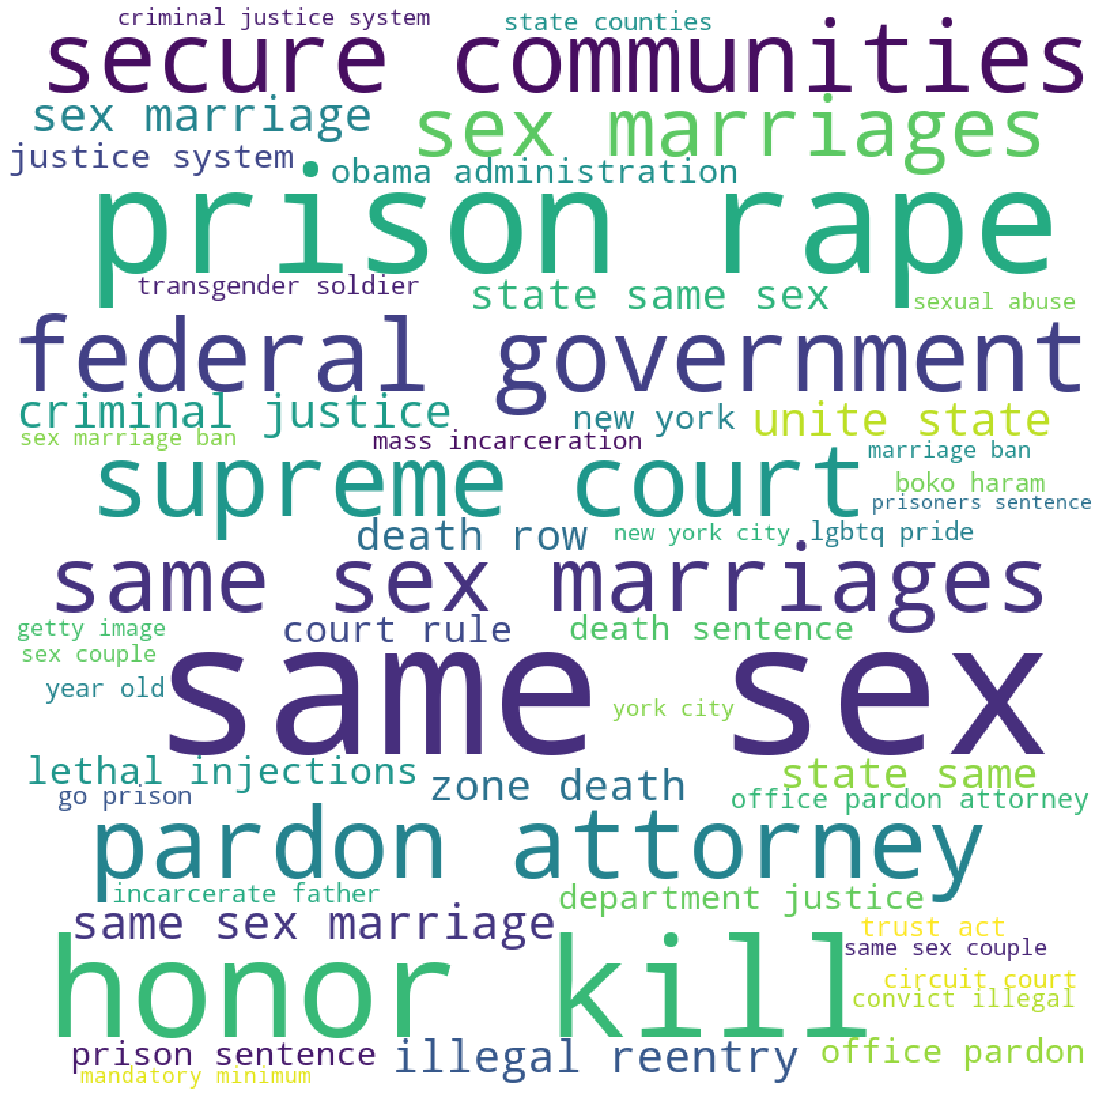 criminal justice system
state counties
secure communities
sex marriage
sex marriages
justice system
obama administration
prison rape
transgender soldier
state same sex
sexual abuse
federal government
criminal justice
new york
unite state
sex marriage ban
mass incarceration
marriage ban
supreme court
boko haram
prisoners sentence
death row
new york city
lgbtq pride
same sex marriages
getty image
court rule
death sentence
sex couple
same sex
year old
york city
lethal injections
zone death
state same
go prison
office pardon attorney
pardon attorney
incarcerate father
department justice
same sex marriage
trust act
same sex couple
honor kill
circuit court
convict illegal
prison sentence
illegal reentry
office pardon
mandatory minimum